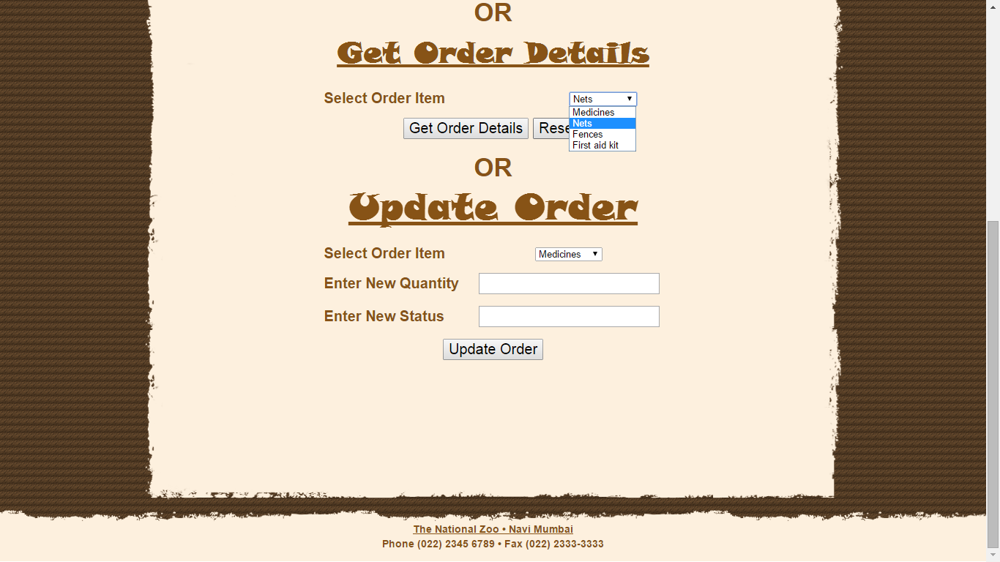 OR
Get Order Details
Select Order Item Nets
Medicines
Get Order Details Rese Nets
Fences
First aid kit
OR
Update Order
Select Order Item Medicines
Enter New Quantity
Enter New Status
Update Order
The National Zoo • Navi Mumbai
Phone (022) 2345 6789 • Fax (022) 2333-3333